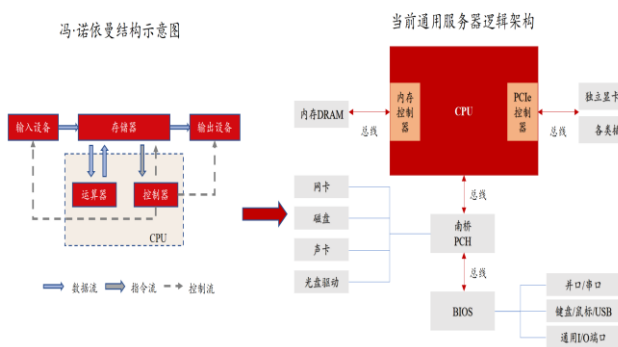 冯·诺依曼结构示意图
输入设备
存储器
输出设备
运算器
控制器
CPU
数据流
指令流
控制流
当前通用服务器逻辑架构
内存DRAM
总线
内存
控制
器
CPU
PCIe
控制
器
总线
独立显卡
各类插
总线
网卡
磁盘
声卡
光盘驱动
南桥
PCH
总线
BIOS
并口/串口
键盘/鼠标/USB
通用I/O端口